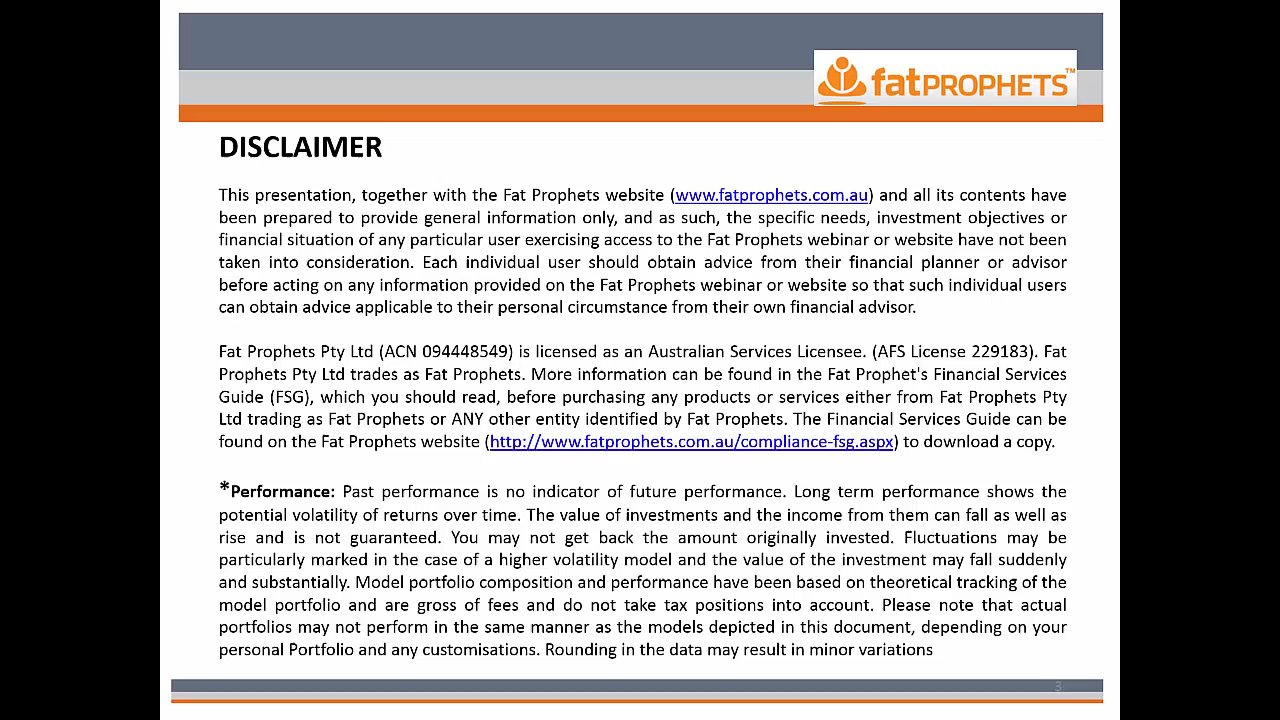 fatPROPHETS™
DISCLAIMER
This presentation, together with the Fat Prophets website (www.fatprophets.com.au) and all its contents have
been prepared to provide general information only, and as such, the specific needs, investment objectives or
financial situation of any particular user exercising access to the Fat Prophets webinar or website have not been
taken into consideration. Each individual user should obtain advice from their financial planner or advisor
before acting on any information provided on the Fat Prophets webinar or website so that such individual users
can obtain advice applicable to their personal circumstance from their own financial advisor.
Fat Prophets Pty Ltd (ACN 094448549) is licensed as an Australian Services Licensee. (AFS License 229183). Fat
Prophets Pty Ltd trades as Fat Prophets. More information can be found in the Fat Prophet's Financial Services
Guide (FSG), which you should read, before purchasing any products or services either from Fat Prophets Pty
Ltd trading as Fat Prophets or ANY other entity identified by Fat Prophets. The Financial Services Guide can be
found on the Fat Prophets website (http://www.fatprophets.com.au/compliance-fsg.aspx) to download a copy.
*Performance: Past performance is no indicator of future performance. Long term performance shows the
potential volatility of returns over time. The value of investments and the income from them can fall as well as
rise and is not guaranteed. You may not get back the amount originally invested. Fluctuations may be
particularly marked in the case of a higher volatility model and the value of the investment may fall suddenly
and substantially. Model portfolio composition and performance have been based on theoretical tracking of the
model portfolio and are gross of fees and do not take tax positions into account. Please note that actual
portfolios may not perform in the same manner as the models depicted in this document, depending on your
personal Portfolio and any customisations. Rounding in the data may result in minor variations
3